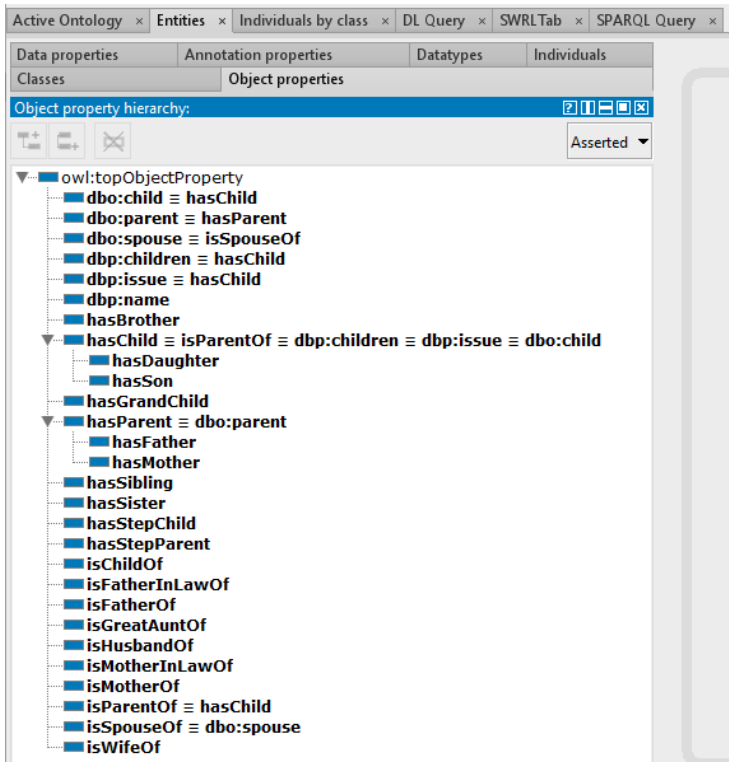 Active Ontology × Entities × Individuals by class × DL Query × SWRLTab × SPARQL Query ×
Data properties Annotation properties Datatypes Individuals
Classes Object properties
Object property hierarchy:
Asserted
owl:topObjectProperty
dbo:child ≡ hasChild
dbo:parent ≡ hasParent
dbo:spouse ≡ isSpouseOf
dbp:children ≡ hasChild
dbp:issue ≡ hasChild
dbp:name
hasBrother
hasChild ≡ isParentOf ≡ dbp:children ≡ dbp:issue ≡ dbo:child
hasDaughter
hasSon
hasGrandChild
hasParent ≡ dbo:parent
hasFather
hasMother
hasSibling
hasSister
hasStepChild
hasStepParent
isChildOf
isFatherInLawOf
isFatherOf
isGreatAuntOf
isHusbandOf
isMotherInLawOf
isMotherOf
isParentOf ≡ hasChild
isSpouseOf ≡ dbo:spouse
isWifeOf